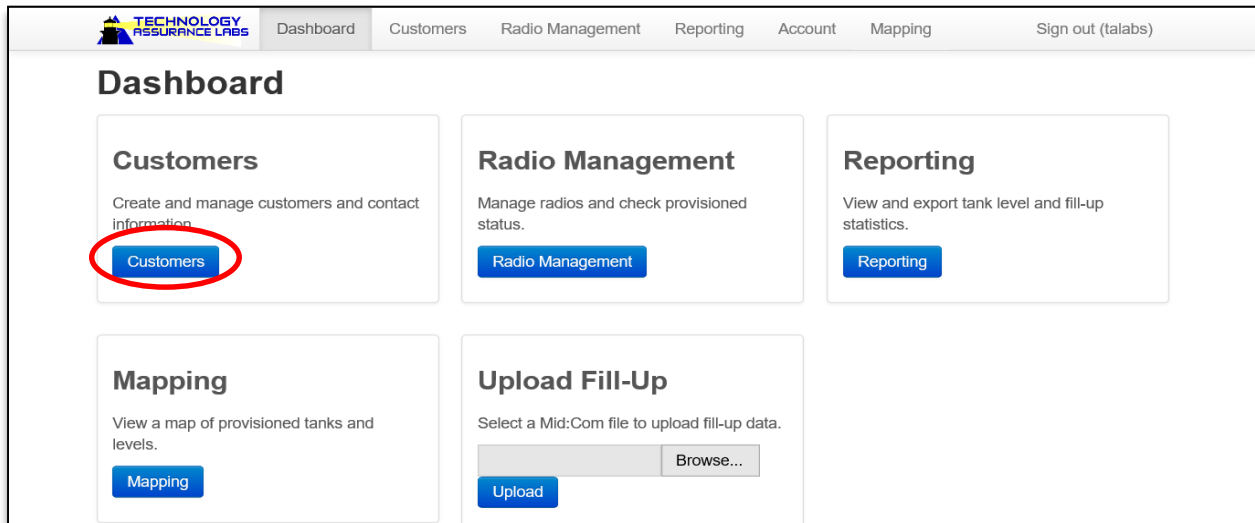 TECHNOLOGY
ASSURANCE LABS
Dashboard
Customers
Radio Management
Reporting
Account
Mapping
Sign out (talabs)
Dashboard
Customers
Create and manage customers and contact
information.
Customers
Radio Management
Manage radios and check provisioned
status.
Radio Management
Reporting
View and export tank level and fill-up
statistics.
Reporting
Mapping
View a map of provisioned tanks and
levels.
Mapping
Upload Fill-Up
Select a Mid:Com file to upload fill-up data.
Browse...
Upload